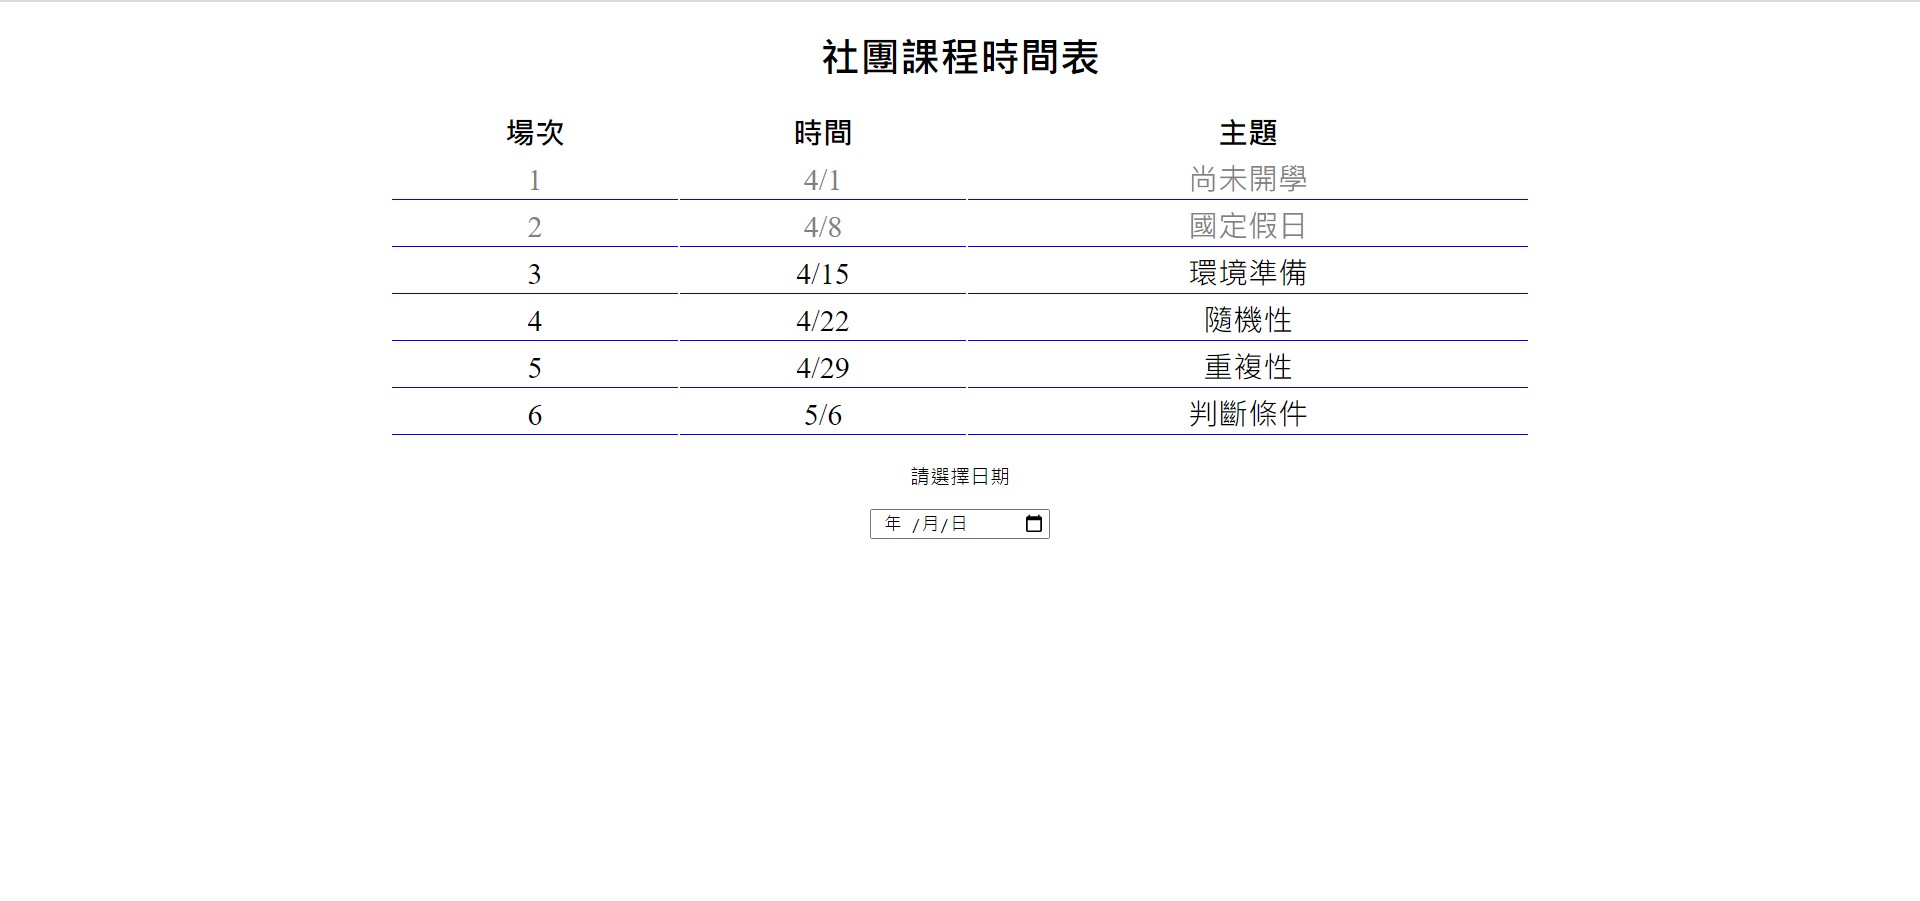 社團課程時間表
場次 時間 主題
1 4/1 尚未開學
2 4/8 國定假日
3 4/15 環境準備
4 4/22 隨機性
5 4/29 重複性
6 5/6 判斷條件
請選擇日期
年 /月/日